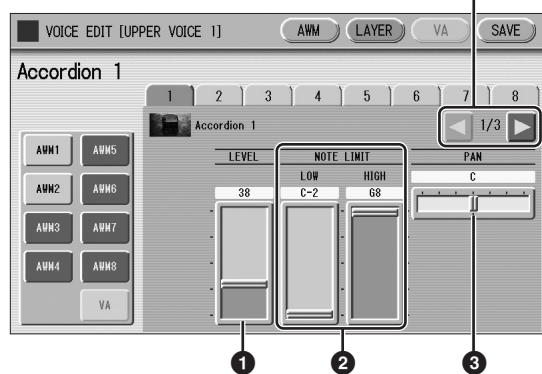 VOICE EDIT [UPPER VOICE 1]
AWM
LAYER
VA
SAVE
Accordion 1
1 2 3 4 5 6 7 8
Accordion 1
1/3
AWM1 AWM5
AWM2 AWM6
AWM3 AWM7
AWM4 AWM8
VA
LEVEL
NOTE LIMIT
PAN
LOW HIGH
C
38
C-2
G8
1 2 3